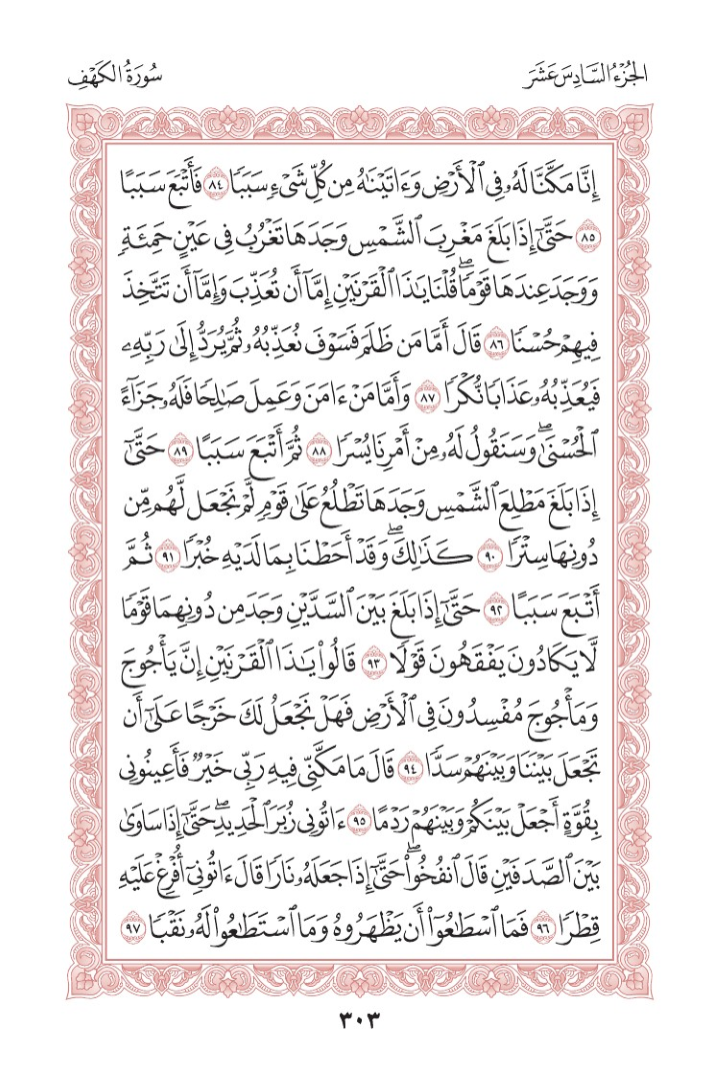 الجُزْءُ السَّادِسَ عَشَرَ
سُورَةُ الكَهْفِ
إِنَّا مَكَّنَّا لَهُۥ فِي ٱلْأَرْضِ وَءَاتَيْنَٰهُ مِن كُلِّ شَىْءٍ سَبَبًا ٨٤ فَأَتْبَعَ سَبَبًا
٨٥ حَتَّىٰٓ إِذَا بَلَغَ مَغْرِبَ ٱلشَّمْسِ وَجَدَهَا تَغْرُبُ فِي عَيْنٍ حَمِئَةٍ
وَوَجَدَ عِندَهَا قَوْمًاۖ قُلْنَا يَٰذَا ٱلْقَرْنَيْنِ إِمَّآ أَن تُعَذِّبَ وَإِمَّآ أَن تَتَّخِذَ
فِيهِمْ حُسْنًا ٨٦ قَالَ أَمَّا مَن ظَلَمَ فَسَوْفَ نُعَذِّبُهُۥ ثُمَّ يُرَدُّ إِلَىٰ رَبِّهِۦ
فَيُعَذِّبُهُۥ عَذَابًا نُّكْرًا ٨٧ وَأَمَّا مَنْ ءَامَنَ وَعَمِلَ صَٰلِحًا فَلَهُۥ جَزَآءً
ٱلْحُسْنَىٰۖ وَسَنَقُولُ لَهُۥ مِنْ أَمْرِنَا يُسْرًا ٨٨ ثُمَّ أَتْبَعَ سَبَبًا ٨٩ حَتَّىٰٓ
إِذَا بَلَغَ مَطْلِعَ ٱلشَّمْسِ وَجَدَهَا تَطْلُعُ عَلَىٰ قَوْمٍ لَّمْ نَجْعَل لَّهُم مِّن
دُونِهَا سِتْرًا ٩٠ كَذَٰلِكَۖ وَقَدْ أَحَطْنَا بِمَا لَدَيْهِ خُبْرًا ٩١ ثُمَّ
أَتْبَعَ سَبَبًا ٩٢ حَتَّىٰٓ إِذَا بَلَغَ بَيْنَ ٱلسَّدَّيْنِ وَجَدَ مِن دُونِهِمَا قَوْمًا
لَّا يَكَادُونَ يَفْقَهُونَ قَوْلًا ٩٣ قَالُوا۟ يَٰذَا ٱلْقَرْنَيْنِ إِنَّ يَأْجُوجَ
وَمَأْجُوجَ مُفْسِدُونَ فِي ٱلْأَرْضِ فَهَلْ نَجْعَلُ لَكَ خَرْجًا عَلَىٰٓ أَن
تَجْعَلَ بَيْنَنَا وَبَيْنَهُمْ سَدًّا ٩٤ قَالَ مَا مَكَّنِّي فِيهِ رَبِّي خَيْرٌ فَأَعِينُونِي
بِقُوَّةٍ أَجْعَلْ بَيْنَكُمْ وَبَيْنَهُمْ رَدْمًا ٩٥ ءَاتُونِي زُبَرَ ٱلْحَدِيدِۖ حَتَّىٰٓ إِذَا سَاوَىٰ
بَيْنَ ٱلصَّدَفَيْنِ قَالَ ٱنفُخُوا۟ۖ حَتَّىٰٓ إِذَا جَعَلَهُۥ نَارًا قَالَ ءَاتُونِيٓ أُفْرِغْ عَلَيْهِ
قِطْرًا ٩٦ فَمَا ٱسْطَٰعُوٓا۟ أَن يَظْهَرُوهُ وَمَا ٱسْتَطَٰعُوا۟ لَهُۥ نَقْبًا ٩٧
٣٠٣